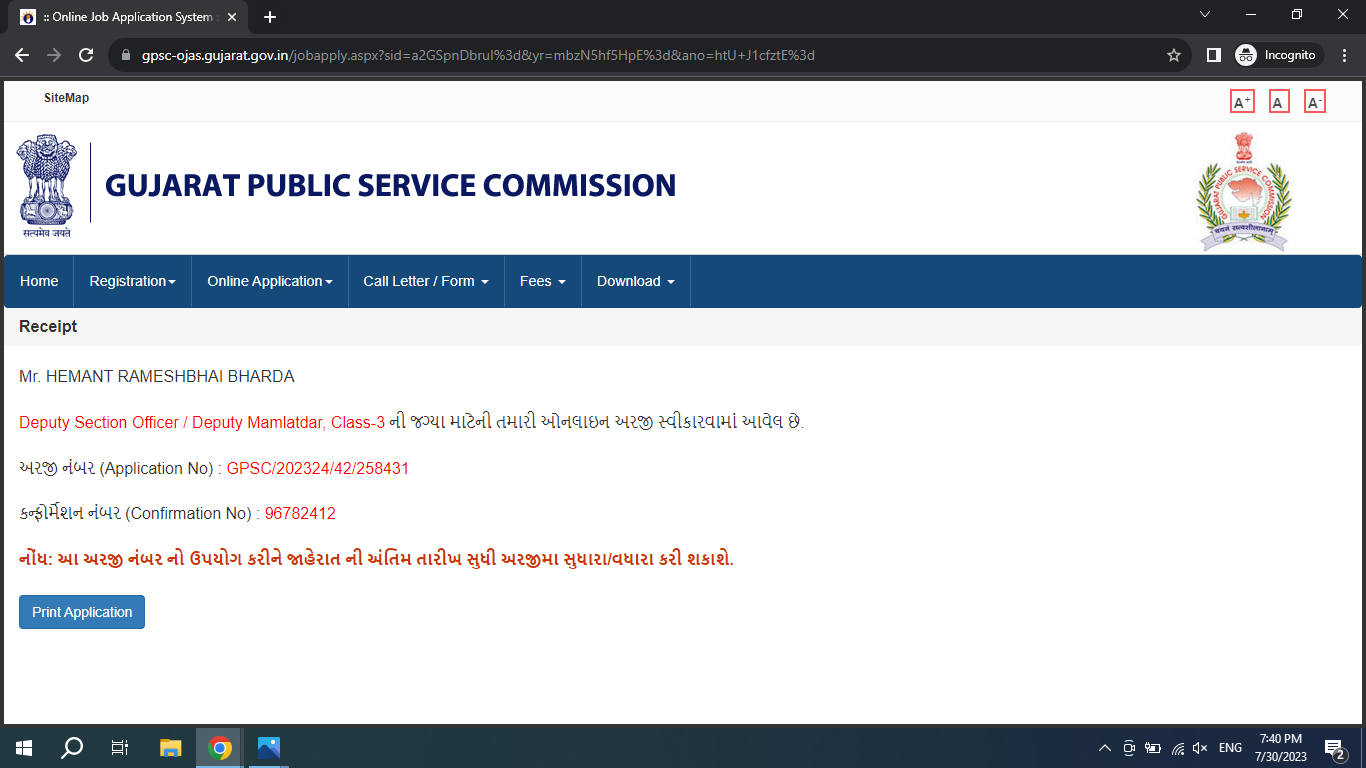 :: Online Job Application System :
gpsc-ojas.gujarat.gov.in/jobapply.aspx?sid=a2GSpnDbruI%3d&yr=mbzN5hf5HpE%3d&ano=htU+J1cfztE%3d
Incognito
SiteMap
A+ A A-
सत्यमेव जयते
GUJARAT PUBLIC SERVICE COMMISSION
GUJARAT PUBLIC SERVICE COMMISSION
Home Registration Online Application Call Letter / Form Fees Download
Receipt
Mr. HEMANT RAMESHBHAI BHARDA
Deputy Section Officer / Deputy Mamlatdar, Class-3 ની જગ્યા માટેની તમારી ઓનલાઇન અરજી સ્વીકારવામાં આવેલ છે.
અરજી નંબર (Application No) : GPSC/202324/42/258431
કન્ફોર્મેશન નંબર (Confirmation No) : 96782412
નોંધ: આ અરજી નંબર નો ઉપયોગ કરીને જાહેરાત ની અંતિમ તારીખ સુધી અરજીમા સુધારા/વધારા કરી શકાશે.
Print Application
ENG
7:40 PM
7/30/2023
2